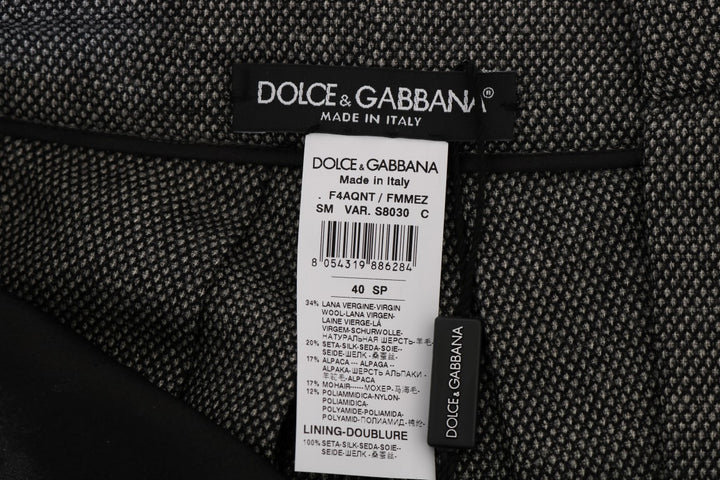 DOLCE & GABBANA®
MADE IN ITALY
DOLCE & GABBANA
Made in Italy
. F4AQNT / FMMEZ
SM VAR. S8030 C
8 054319 886284
40 SP
34% LANA VERGINE-VIRGIN
WOOL-LANA VIRGEN-
LAINE VIERGE-LÃ
VIRGEM-SCHURWOLLE-
НАТУРАЛЬНАЯ ШЕРСТЬ-羊毛-
20% SETA-SILK-SEDA-SOIE--
SEIDE-ШЕЛК -桑蚕丝-
17% ALPACA --- ALPAGA --
ALPAKA-ШЕРСТЬ АЛЬПАКИ -
羊驼毛-ALPACA
17% MOHAIR------ МОХЕР-马海毛-
12% POLIAMMIDICA-NYLON-
POLIAMIDICA-
POLYAMIDE-POLIAMIDA-
POLYAMID-ПОЛИАМИД-锦纶-
LINING-DOUBLURE
100% SETA-SILK-SEDA-SOIE--
SEIDE-ШЕЛК -桑蚕丝-
DOLCE & GABBANA